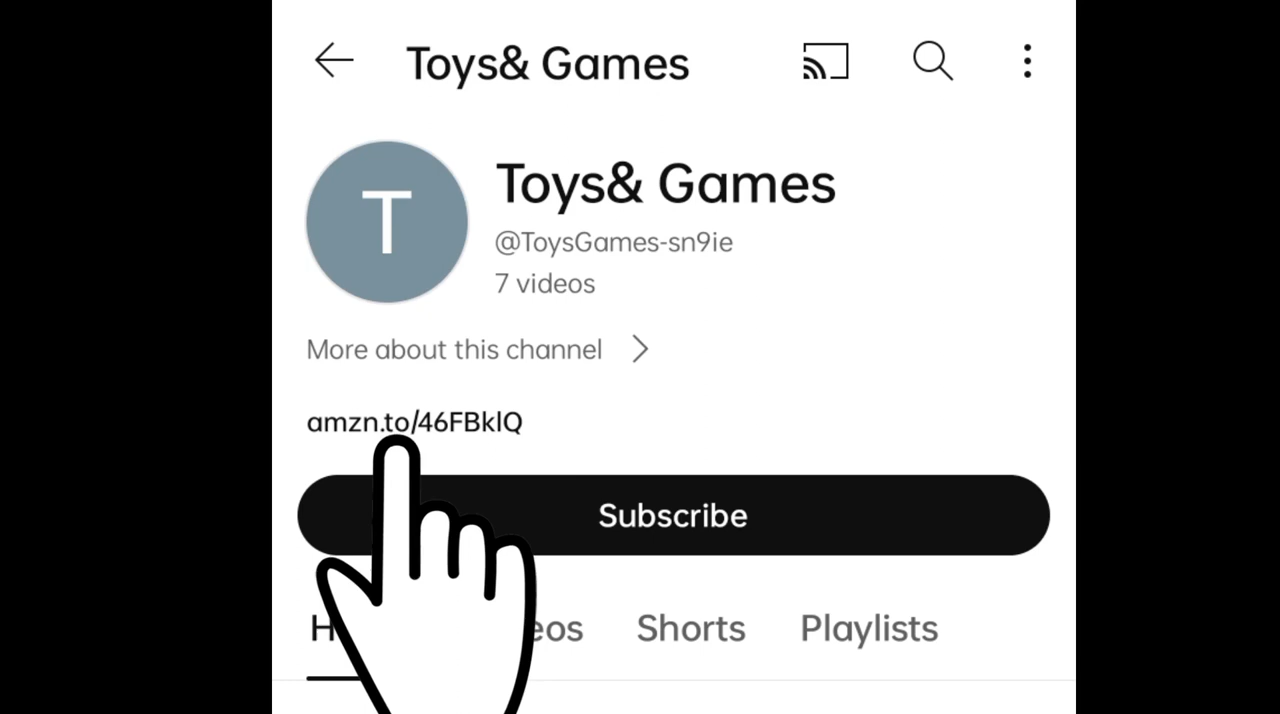 Toys& Games
T
Toys& Games
@ToysGames-sn9ie
7 videos
More about this channel
amzn.to/46FBklQ
Subscribe
Shorts
Playlists